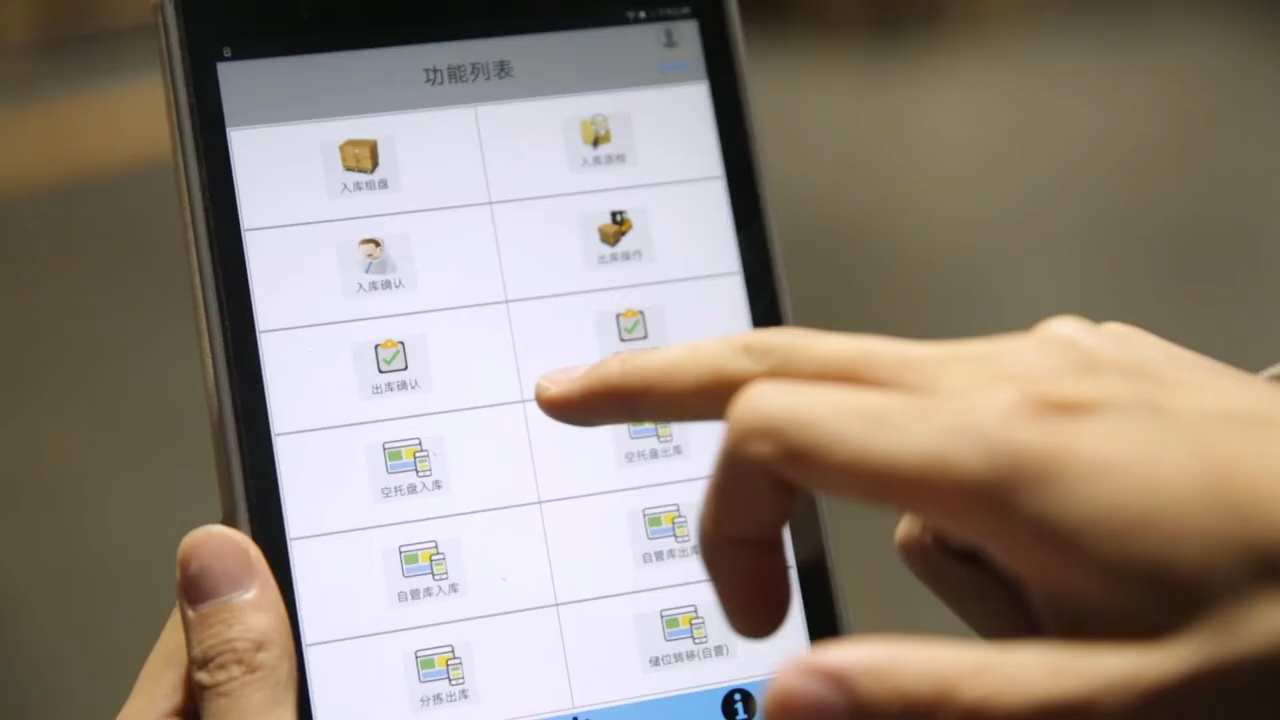 功能列表
入库组盘
入库质检
入库确认
出库操作
出库确认
空托盘入库
空托盘出库
自管库入库
自管库出库
分拣出库
储位转移(自管)